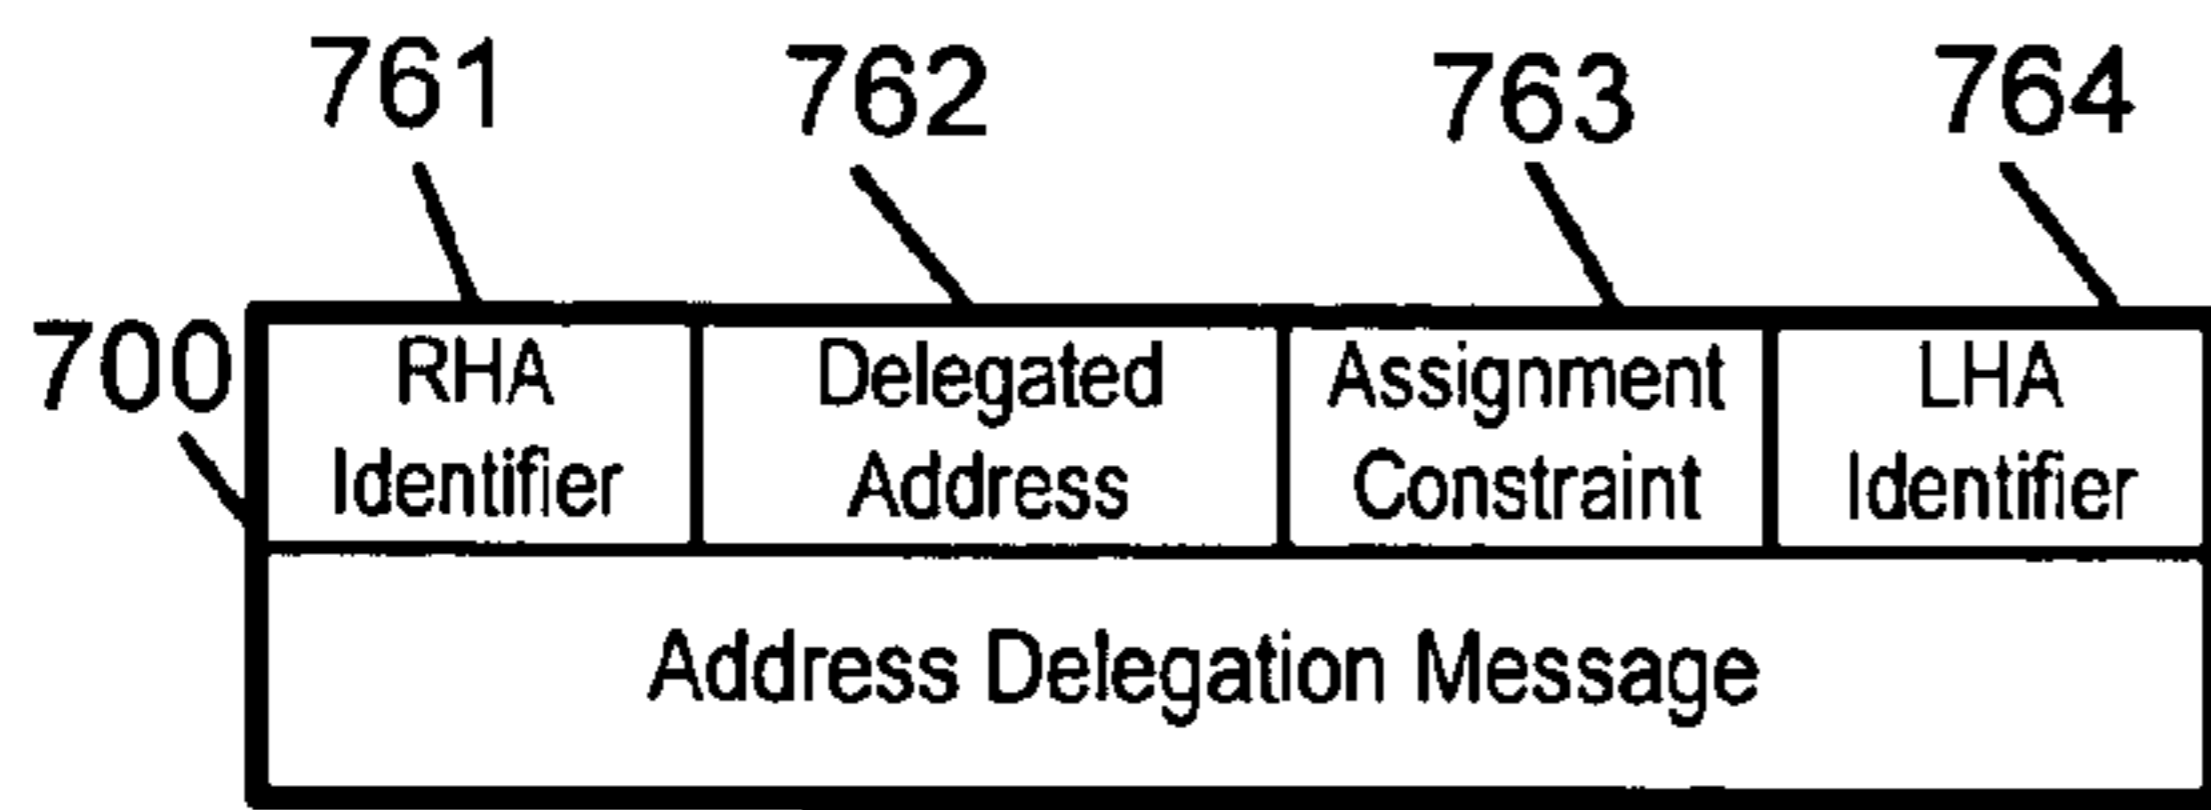 761 762 763 764
700
RHA Identifier
Delegated Address
Assignment Constraint
LHA Identifier
Address Delegation Message